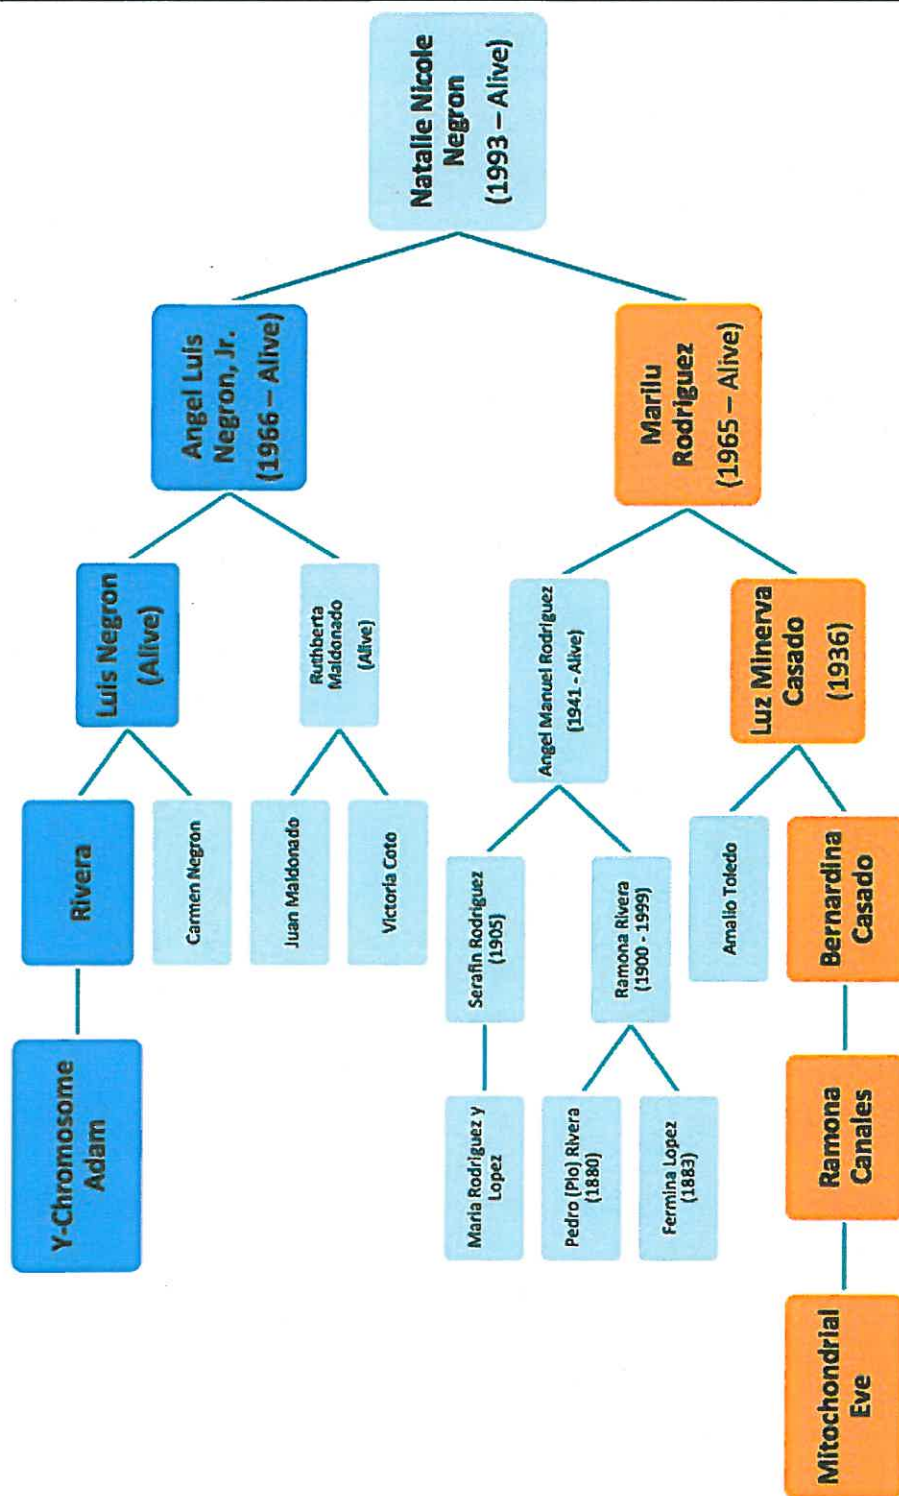 Natalie Nicole
Negron
(1993 – Alive)
Angel Luis
Negron, Jr.
(1966 – Alive)
Marilu
Rodriguez
(1965 – Alive)
Luis Negron
(Alive)
Ruthberta
Maldonado
(Alive)
Angel Manuel Rodriguez
(1941 - Alive)
Luz Minerva
Casado
(1936)
Rivera
Carmen Negron
Juan Maldonado
Victoria Coto
Serafin Rodriguez
(1905)
Ramona Rivera
(1900 - 1999)
Amalio Toledo
Bernardina
Casado
Y-Chromosome
Adam
Maria Rodriguez y
Lopez
Pedro (Pio) Rivera
(1880)
Fermina Lopez
(1883)
Ramona
Canales
Mitochondrial
Eve